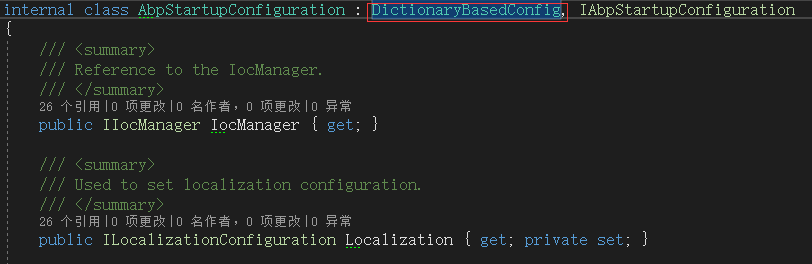 internal class AbpStartupConfiguration : DictionaryBasedConfig, IAbpStartupConfiguration
{
/// <summary>
/// Reference to the IocManager.
/// </summary>
26 个引用|0 项更改|0 名作者，0 项更改|0 异常
public IIocManager IocManager { get; }
/// <summary>
/// Used to set localization configuration.
/// </summary>
26 个引用|0 项更改|0 名作者，0 项更改|0 异常
public ILocalizationConfiguration Localization { get; private set; }